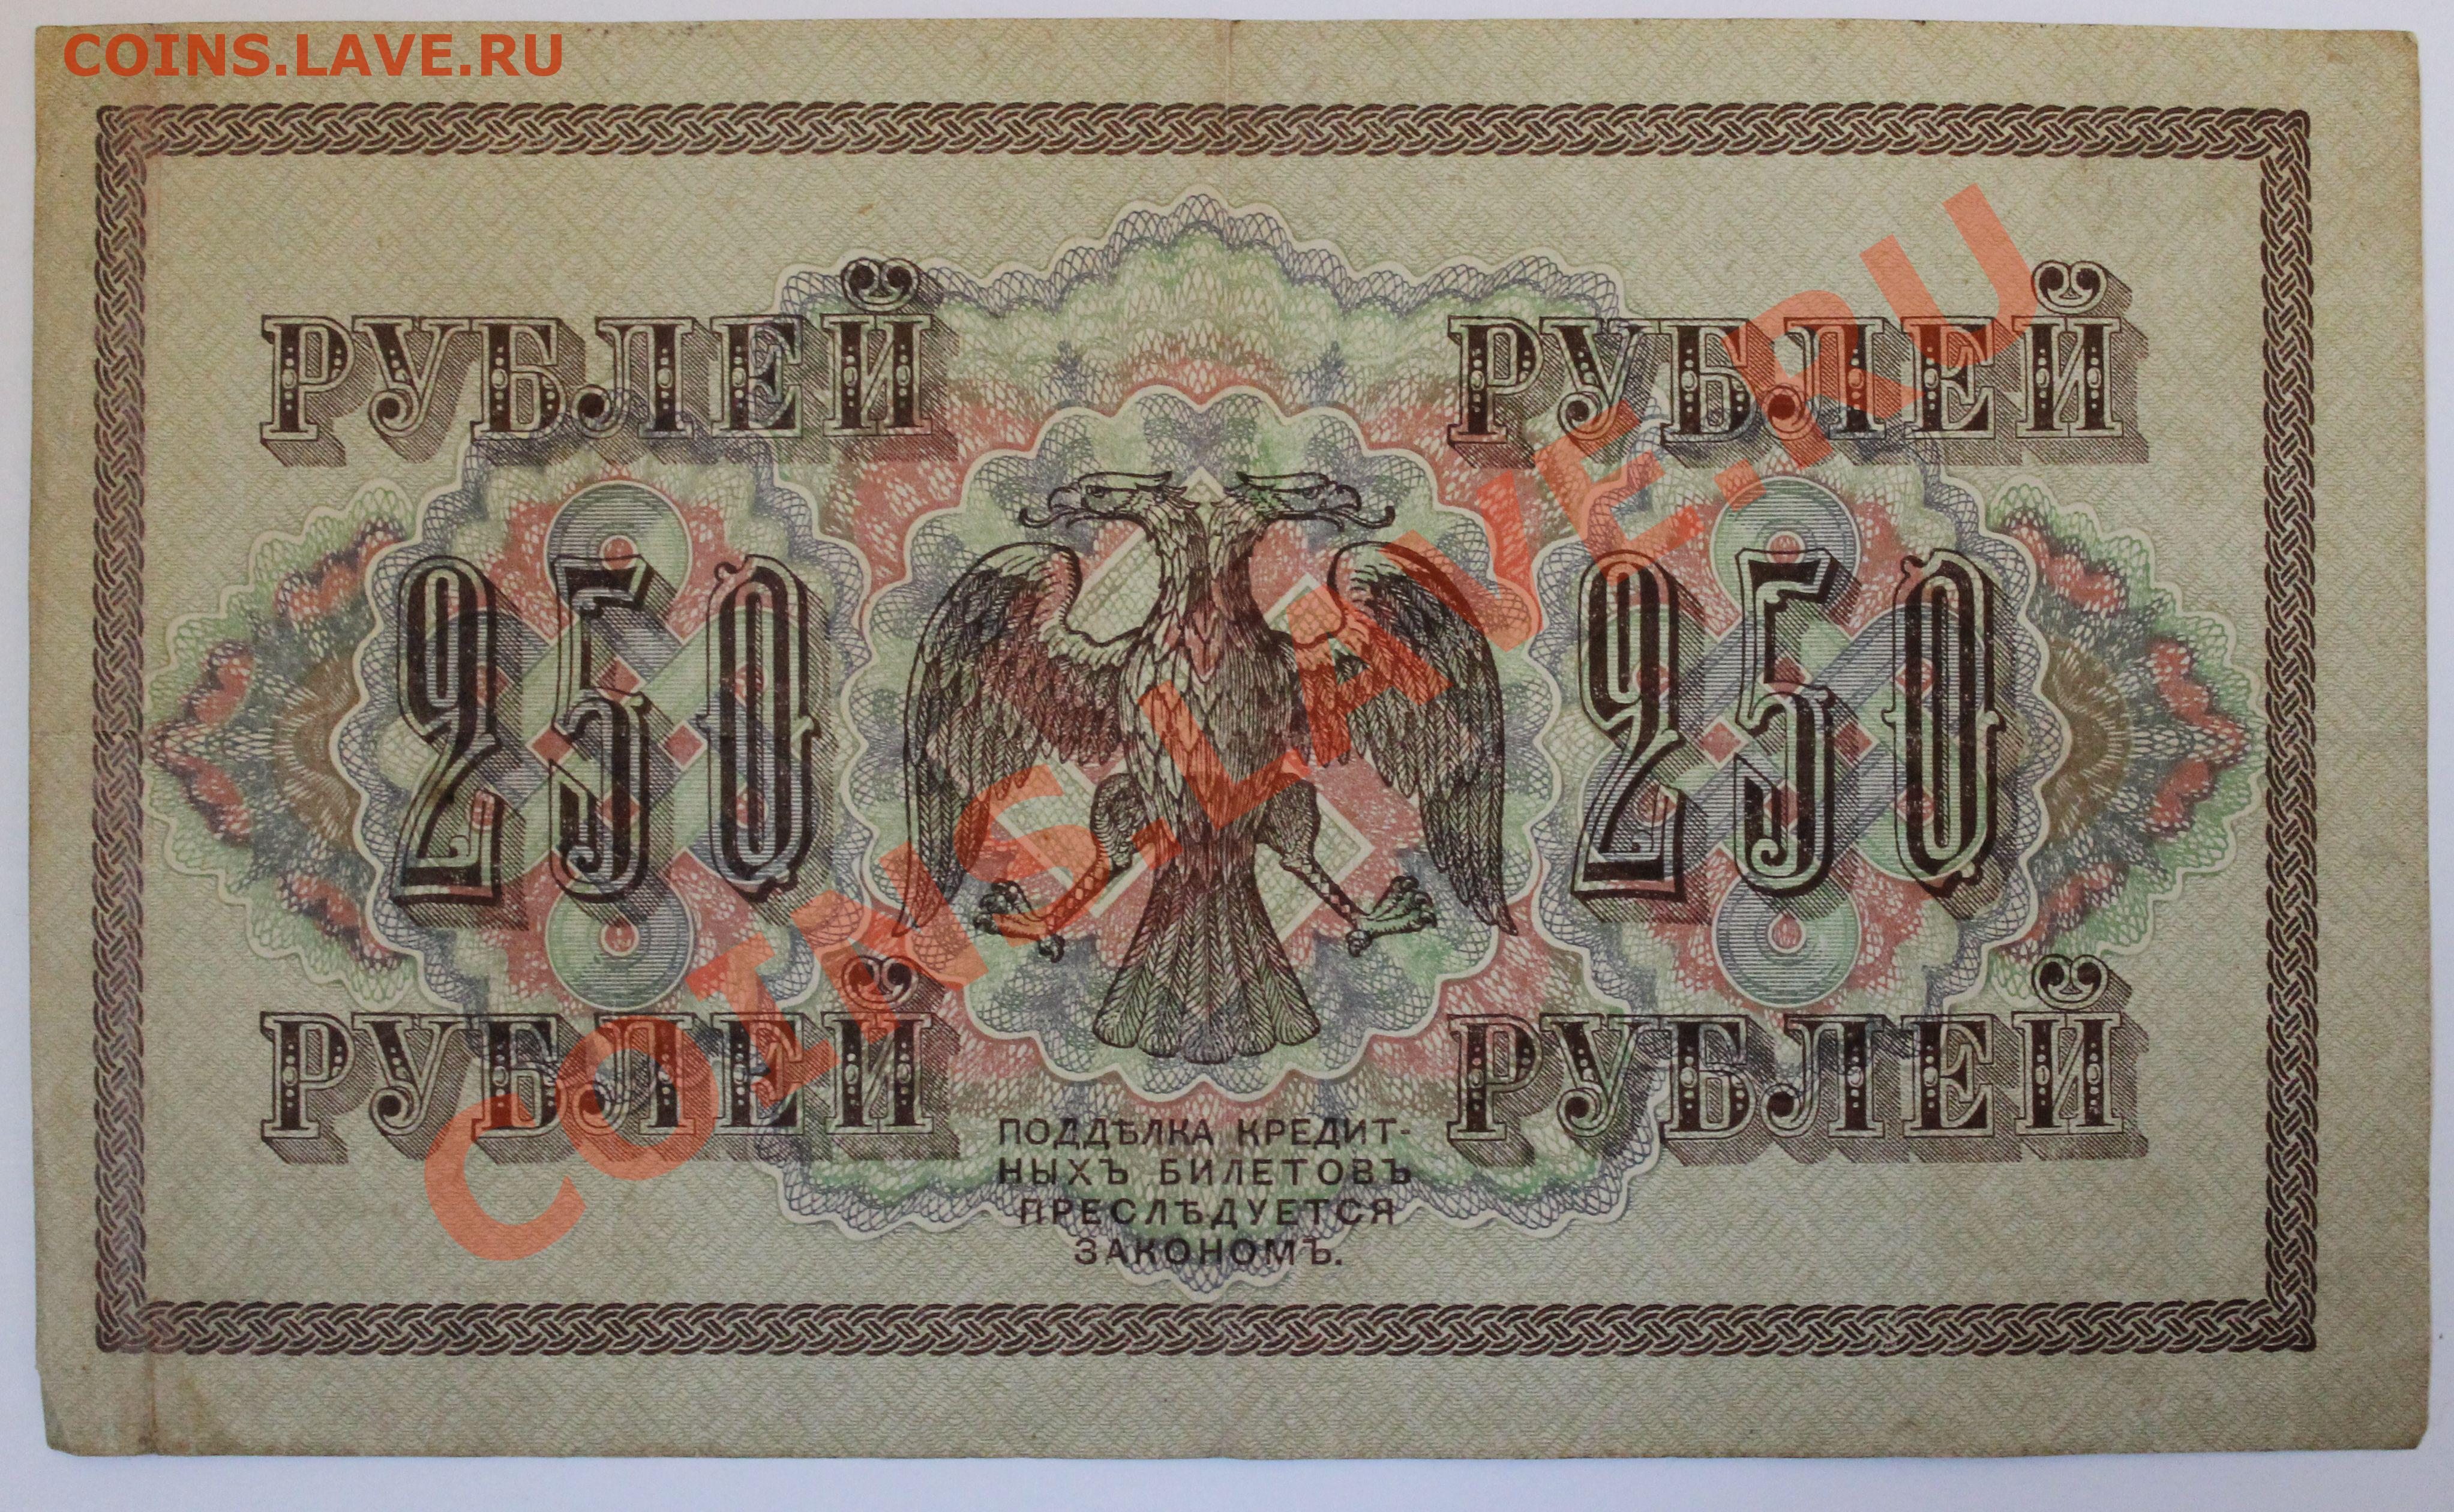 COINS.LAVE.RU
РУБЛЕЙ РУБЛЕЙ
250 250
РУБЛЕЙ РУБЛЕЙ
ПОДДѢЛКА КРЕДИТ-
НЫХЪ БИЛЕТОВЪ
ПРЕСЛѢДУЕТСЯ
ЗАКОНОМЪ.
COINS.LAVE.RU